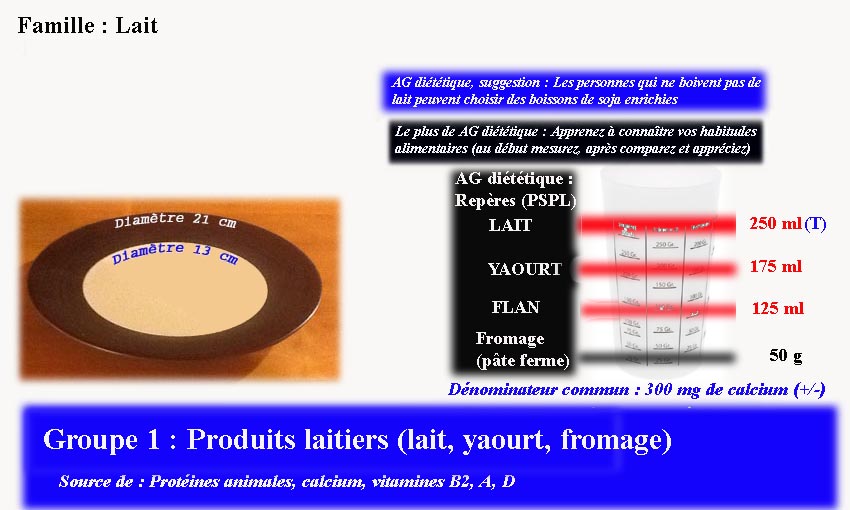 Famille : Lait
AG diététique, suggestion : Les personnes qui ne boivent pas de
lait peuvent choisir des boissons de soja enrichies
Le plus de AG diététique : Apprenez à connaître vos habitudes
alimentaires (au début mesurez, après comparez et appréciez)
AG diététique :
Repères (PSPL)
LAIT 250 ml (T)
YAOURT 175 ml
FLAN 125 ml
Fromage
(pâte ferme) 50 g
Diamètre 21 cm
Diamètre 13 cm
Dénominateur commun : 300 mg de calcium (+/-)
Groupe 1 : Produits laitiers (lait, yaourt, fromage)
Source de : Protéines animales, calcium, vitamines B2, A, D